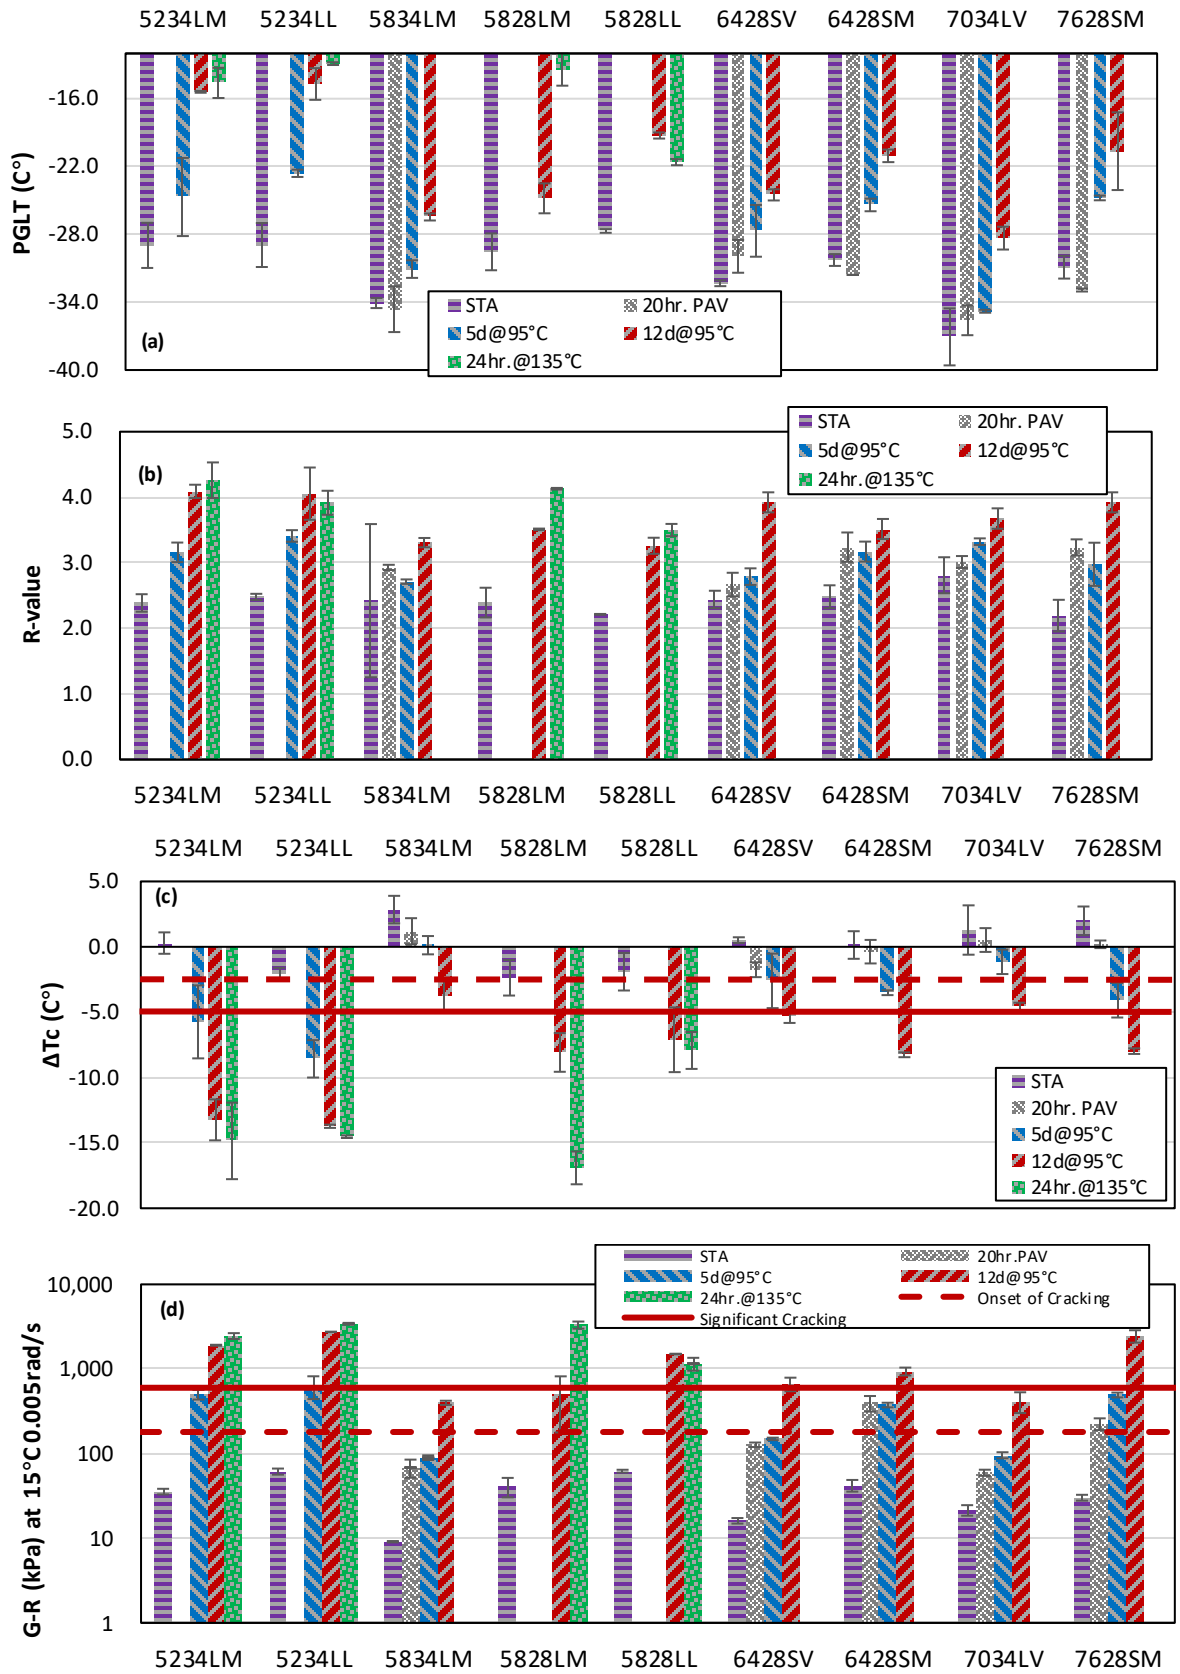 5234LM 5234LL 5834LM 5828LM 5828LL 6428SV 6428SM 7034LV 7628SM
-16.0
-22.0
-28.0
-34.0
-40.0
PGLT (C°)
(a)
STA 20hr. PAV
5d@95°C 12d@95°C
24hr.@135°C
5.0
4.0
3.0
2.0
1.0
0.0
R-value
(b)
STA 20hr. PAV
5d@95°C 12d@95°C
24hr.@135°C
5234LM 5234LL 5834LM 5828LM 5828LL 6428SV 6428SM 7034LV 7628SM
5234LM 5234LL 5834LM 5828LM 5828LL 6428SV 6428SM 7034LV 7628SM
5.0
0.0
-5.0
-10.0
-15.0
-20.0
ΔTc (C°)
(c)
STA
20hr. PAV
5d@95°C
12d@95°C
24hr.@135°C
STA 20hr.PAV
5d@95°C 12d@95°C
24hr.@135°C Onset of Cracking
Significant Cracking
10,000
1,000
100
10
1
G-R (kPa) at 15°C 0.005rad/s
(d)
5234LM 5234LL 5834LM 5828LM 5828LL 6428SV 6428SM 7034LV 7628SM